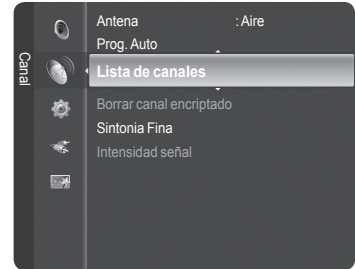 Canal
Antena : Aire
Prog. Auto
Lista de canales
Borrar canal encriptado
Sintonia Fina
Intensidad señal